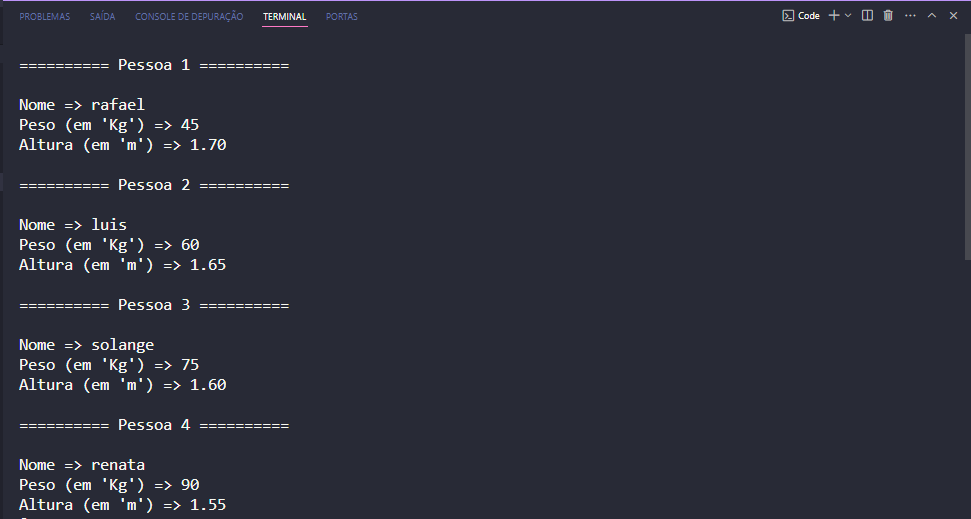 PROBLEMAS SAÍDA CONSOLE DE DEPURAÇÃO TERMINAL PORTAS Code
========== Pessoa 1 ==========
Nome => rafael
Peso (em 'Kg') => 45
Altura (em 'm') => 1.70
========== Pessoa 2 ==========
Nome => luis
Peso (em 'Kg') => 60
Altura (em 'm') => 1.65
========== Pessoa 3 ==========
Nome => solange
Peso (em 'Kg') => 75
Altura (em 'm') => 1.60
========== Pessoa 4 ==========
Nome => renata
Peso (em 'Kg') => 90
Altura (em 'm') => 1.55